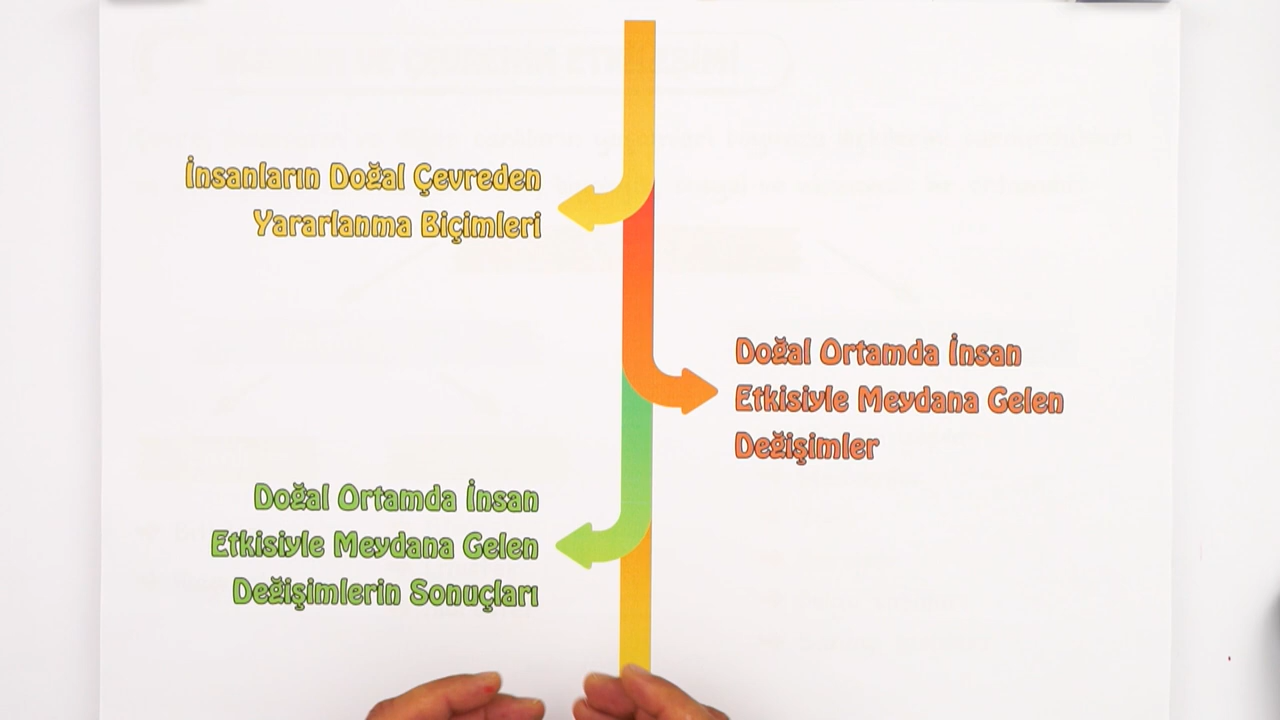 İnsanların Doğal Çevreden
Yararlanma Biçimleri
Doğal Ortamda İnsan
Etkisiyle Meydana Gelen
Değişimler
Doğal Ortamda İnsan
Etkisiyle Meydana Gelen
Değişimlerin Sonuçları